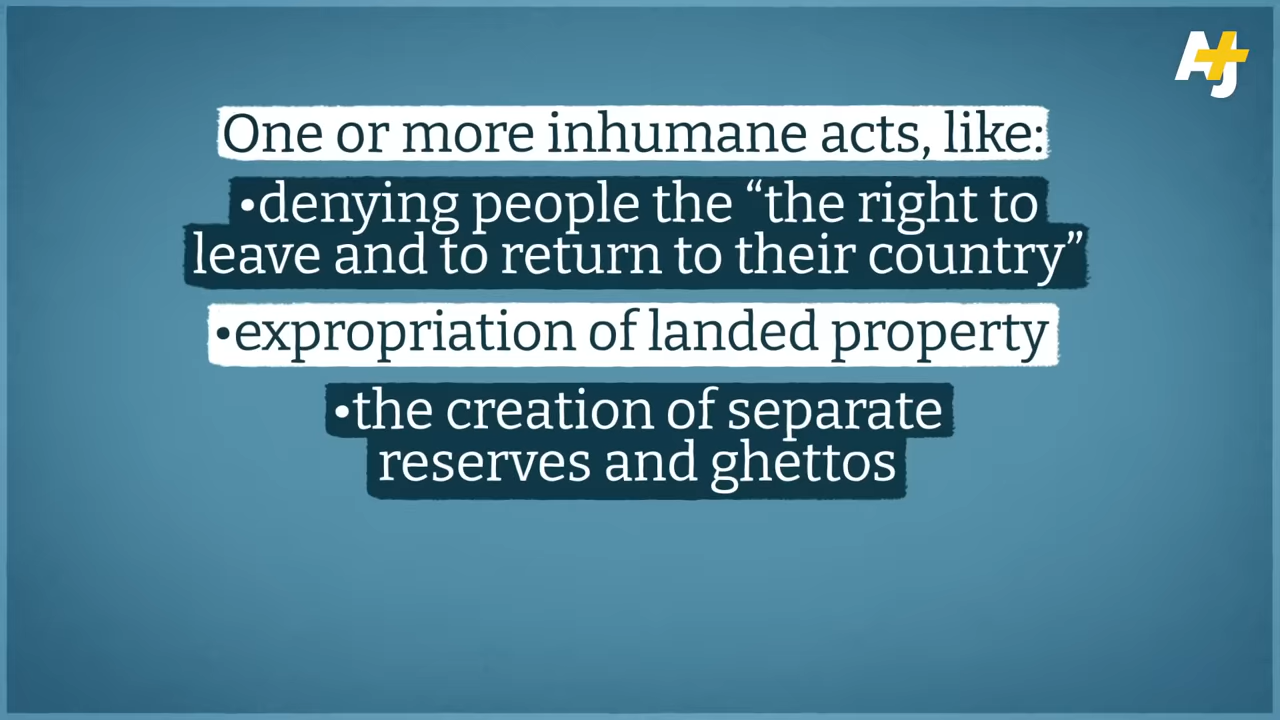 AJ+
One or more inhumane acts, like:
•denying people the “the right to
leave and to return to their country”
•expropriation of landed property
•the creation of separate
reserves and ghettos